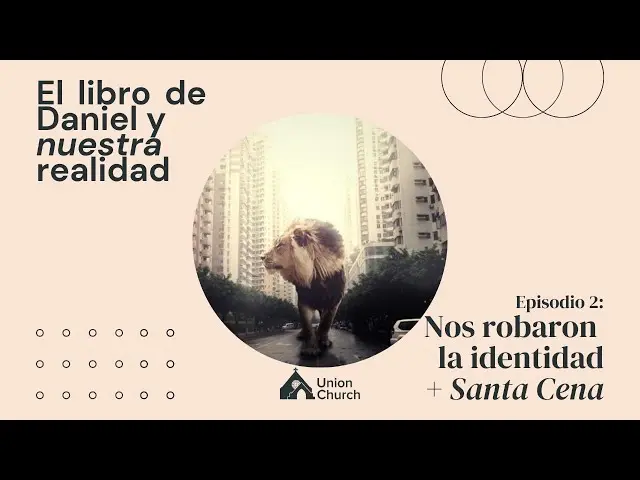 El libro de
Daniel y
nuestra
realidad
Episodio 2:
Nos robaron
la identidad
+ Santa Cena
Union
Church